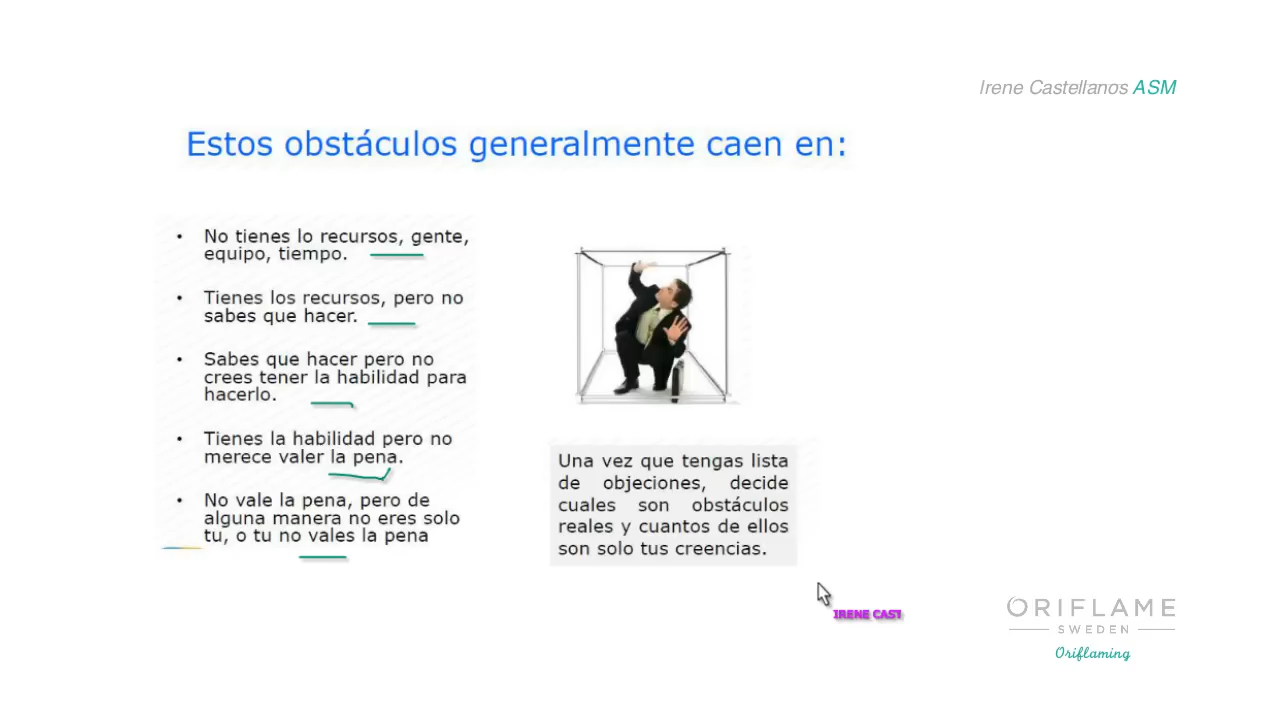 Irene Castellanos ASM
Estos obstáculos generalmente caen en:
• No tienes lo recursos, gente,
equipo, tiempo.
• Tienes los recursos, pero no
sabes que hacer.
• Sabes que hacer pero no
crees tener la habilidad para
hacerlo.
• Tienes la habilidad pero no
merece valer la pena.
• No vale la pena, pero de
alguna manera no eres solo
tu, o tu no vales la pena
Una vez que tengas lista
de objeciones, decide
cuales son obstáculos
reales y cuantos de ellos
son solo tus creencias.
IRENE CAST
ORIFLAME
SWEDEN
Oriflaming